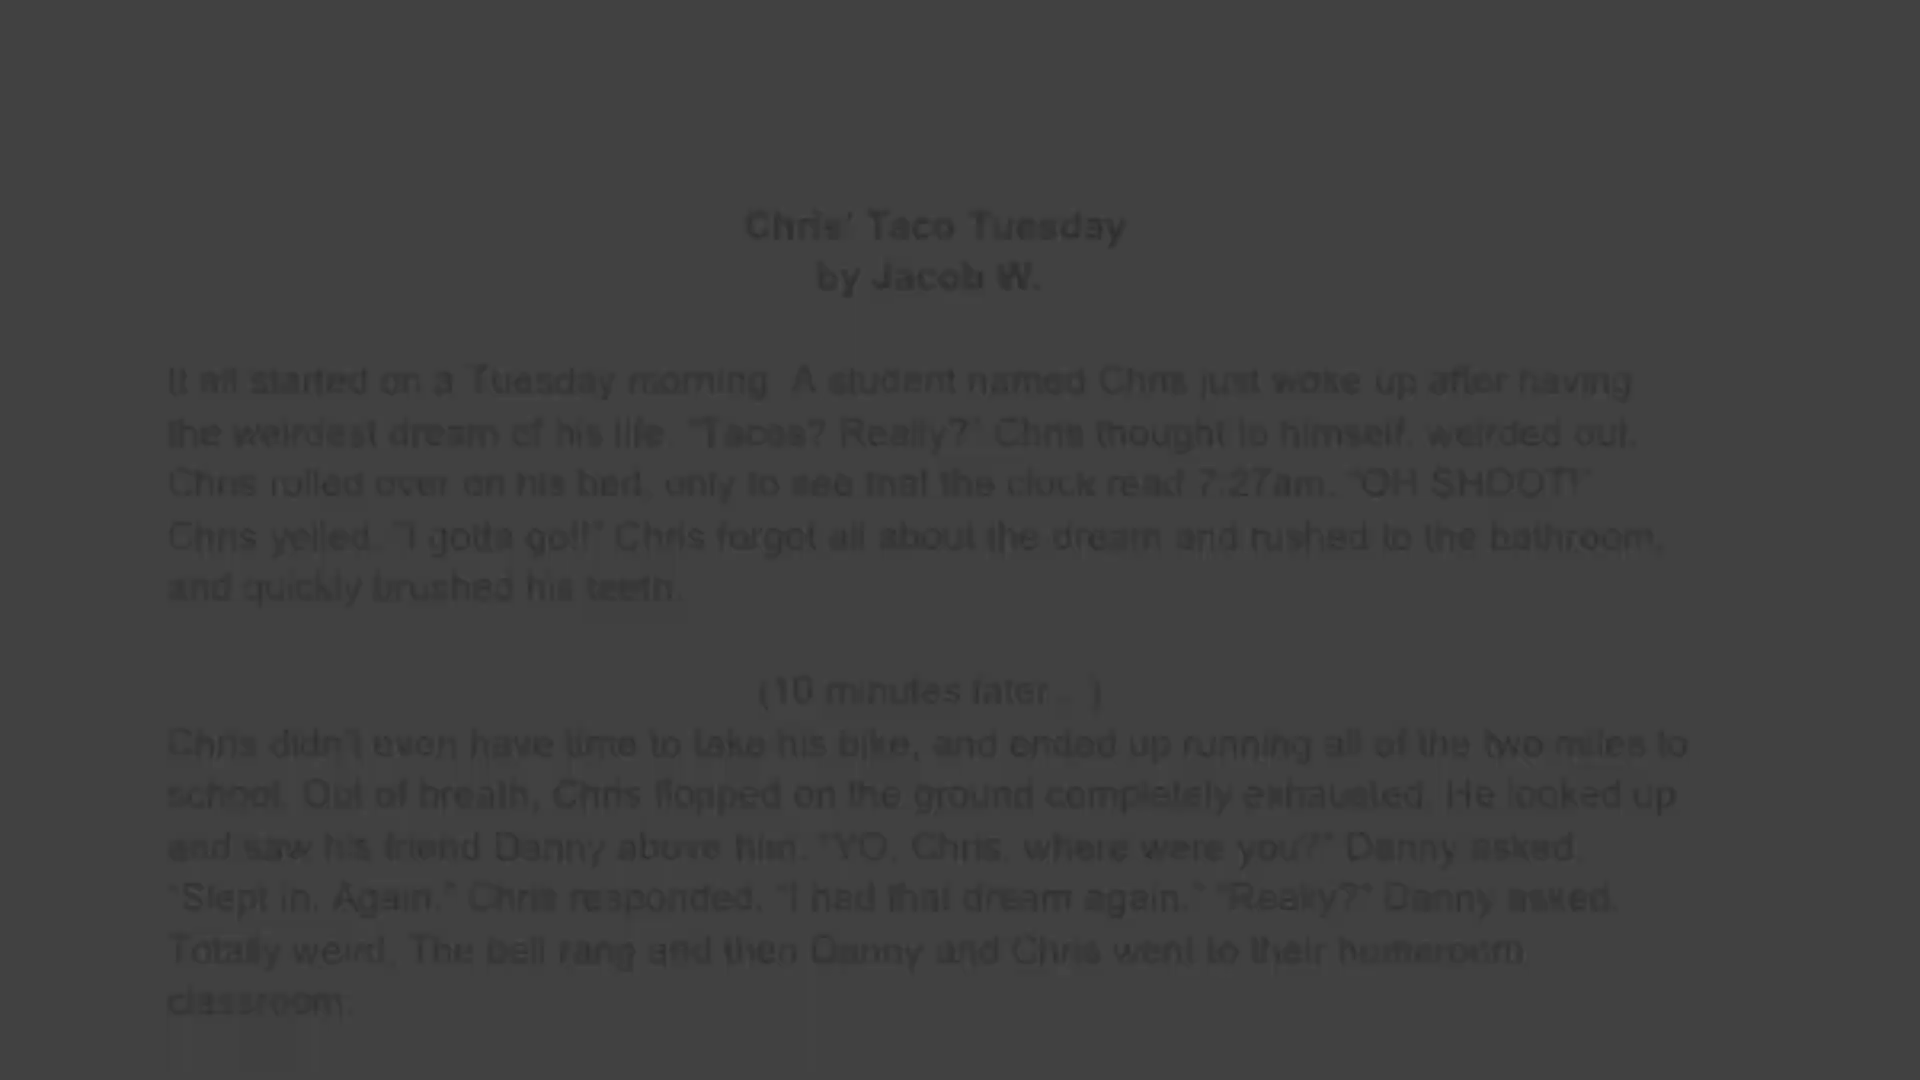 Chris' Taco Tuesday
by Jacob W.
It all started on a Tuesday morning. A student named Chris just woke up after having
the weirdest dream of his life. "Tacos? Really?" Chris thought to himself, weirded out.
Chris rolled over on his bed, only to see that the clock read 7:27am. "OH SHOOT!"
Chris yelled. "I gotta go!!" Chris forgot all about the dream and rushed to the bathroom,
and quickly brushed his teeth.
(10 minutes later...)
Chris didn't even have time to take his bike, and ended up running all of the two miles to
school. Out of breath, Chris flopped on the ground completely exhausted. He looked up
and saw his friend Danny above him. "YO, Chris, where were you?" Danny asked.
"Slept in. Again." Chris responded. "I had that dream again." "Really?" Danny asked.
Totally weird. The bell rang and then Danny and Chris went to their homeroom
classroom.